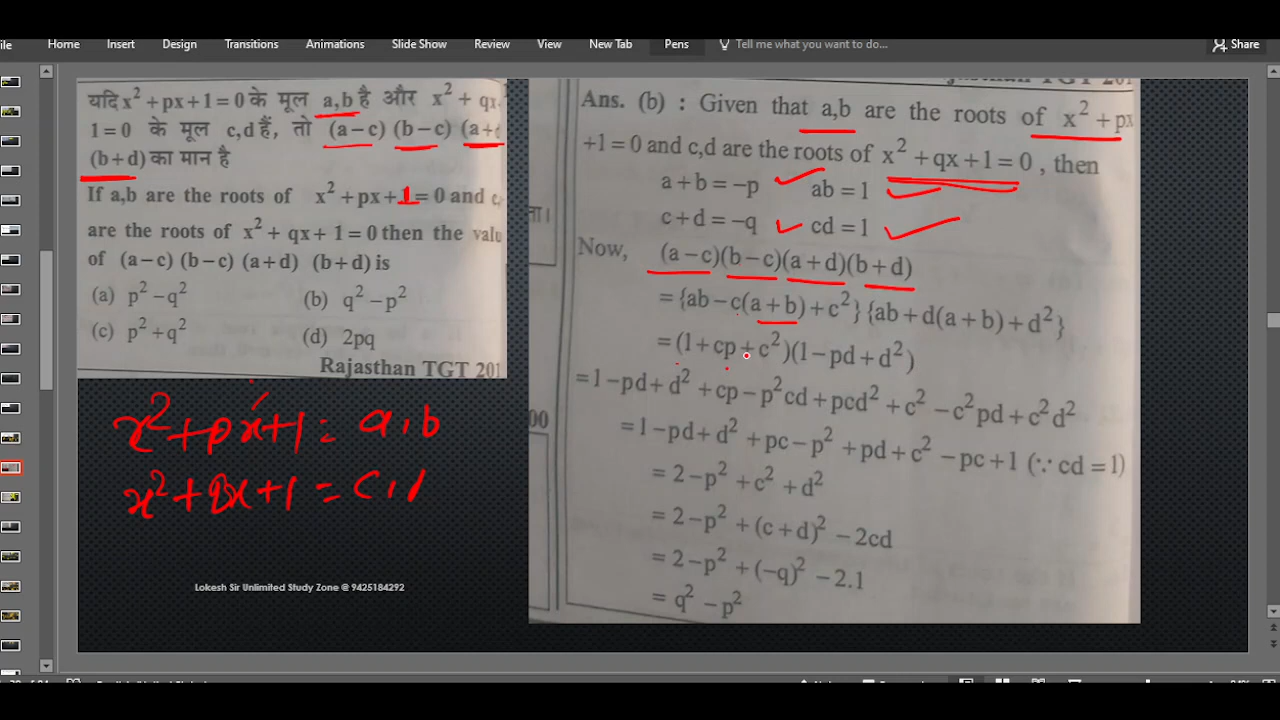 Home Insert Design Transitions Animations Slide Show Review View New Tab Pens Tell me what you want to do... Share
यदि x² + px + 1 = 0 के मूल a,b है और x² + qx
1 = 0 के मूल c,d हैं, तो (a – c) (b – c) (a +
(b + d) का मान है
If a,b are the roots of x² + px + 1 = 0 and c,
are the roots of x² + qx + 1 = 0 then the valu
of (a – c) (b – c) (a + d) (b + d) is
(a) p² – q² (b) q² – p²
(c) p² + q² (d) 2pq
Rajasthan TGT 201
x² + px + 1 = a, b
x² + qx + 1 = c, d
Lokesh Sir Unlimited Study Zone @ 9425184292
Rajasthan TGT 201
Ans. (b) : Given that a,b are the roots of x² + px
+1 = 0 and c,d are the roots of x² + qx + 1 = 0 , then
a + b = –p ab = 1
c + d = –q cd = 1
Now, (a – c)(b – c)(a + d)(b + d)
= {ab – c(a + b) + c²} {ab + d(a + b) + d²}
= (1 + cp + c²)(1 – pd + d²)
= 1 – pd + d² + cp – p²cd + pcd² + c² – c²pd + c²d²
= 1 – pd + d² + pc – p² + pd + c² – pc + 1 (∵ cd = 1)
= 2 – p² + c² + d²
= 2 – p² + (c + d)² – 2cd
= 2 – p² + (–q)² – 2.1
= q² – p²